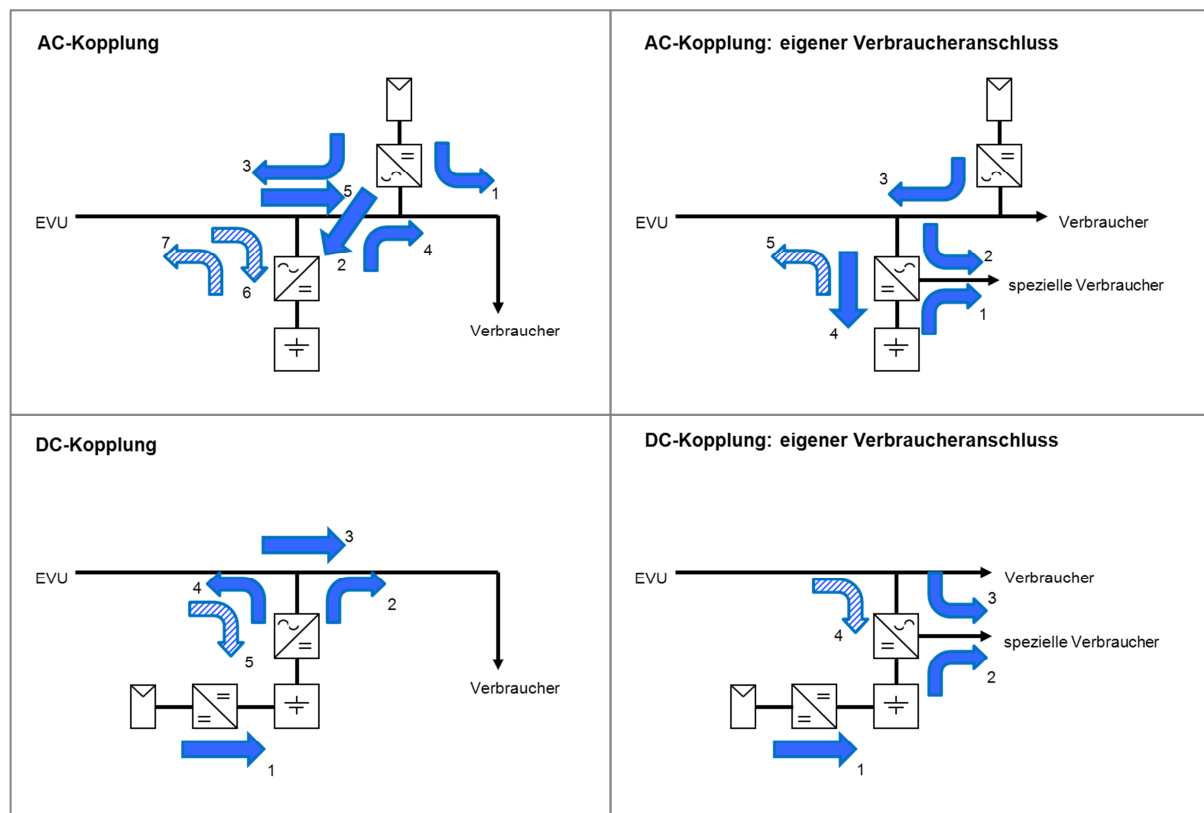 AC-Kopplung
3
5
1
EVU
7
6
2
4
Verbraucher
AC-Kopplung: eigener Verbraucheranschluss
3
EVU
Verbraucher
5
2
spezielle Verbraucher
4
1
DC-Kopplung
3
EVU
4
2
5
Verbraucher
1
DC-Kopplung: eigener Verbraucheranschluss
EVU
Verbraucher
3
4
spezielle Verbraucher
2
1